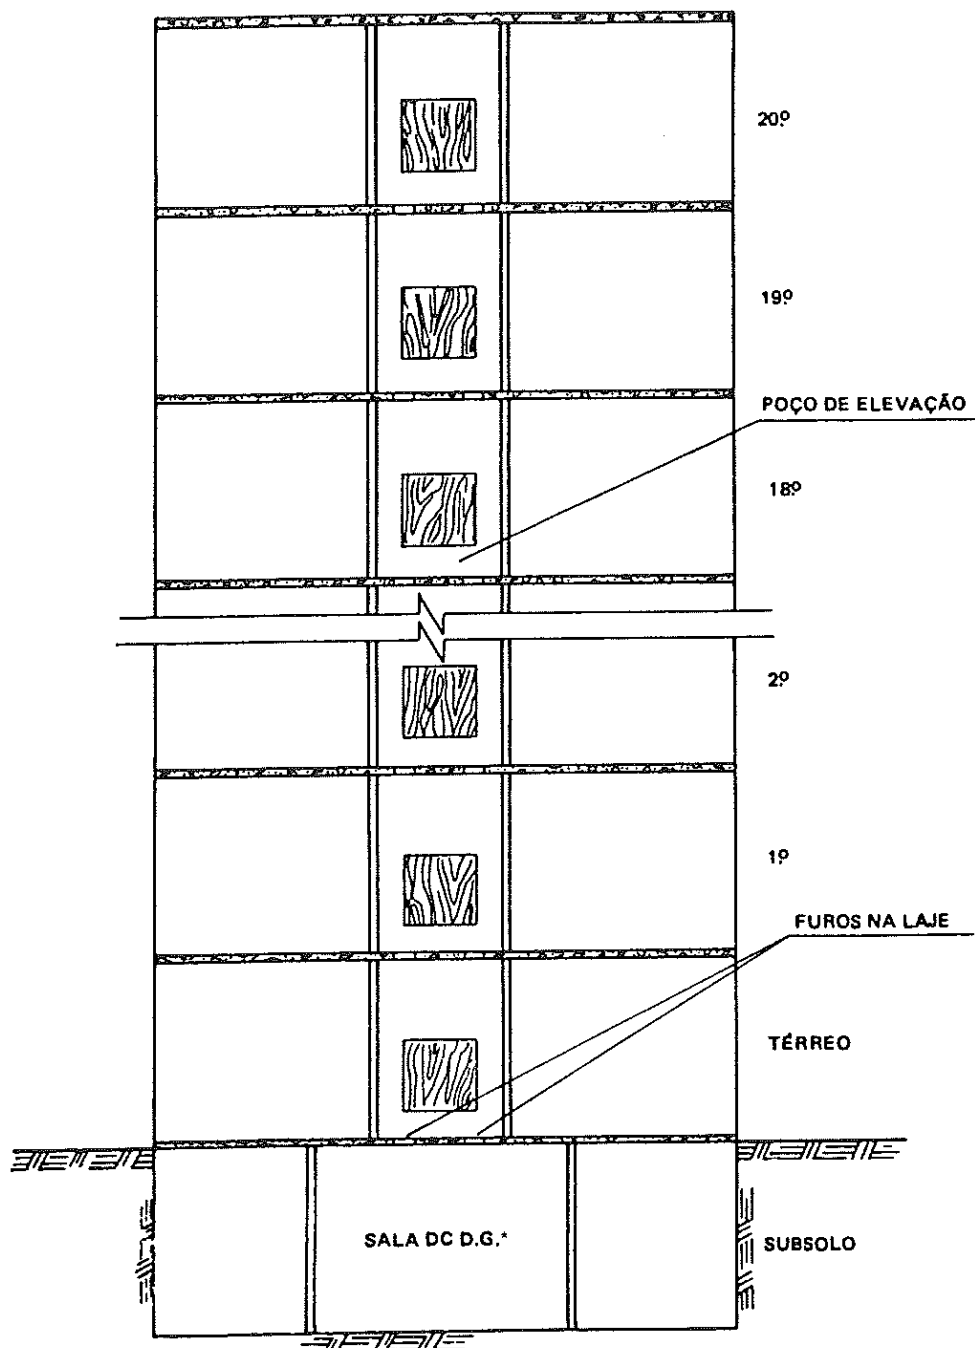 20º
19º
POÇO DE ELEVAÇÃO
18º
2º
1º
FUROS NA LAJE
TÉRREO
SALA DC D.G.*
SUBSOLO